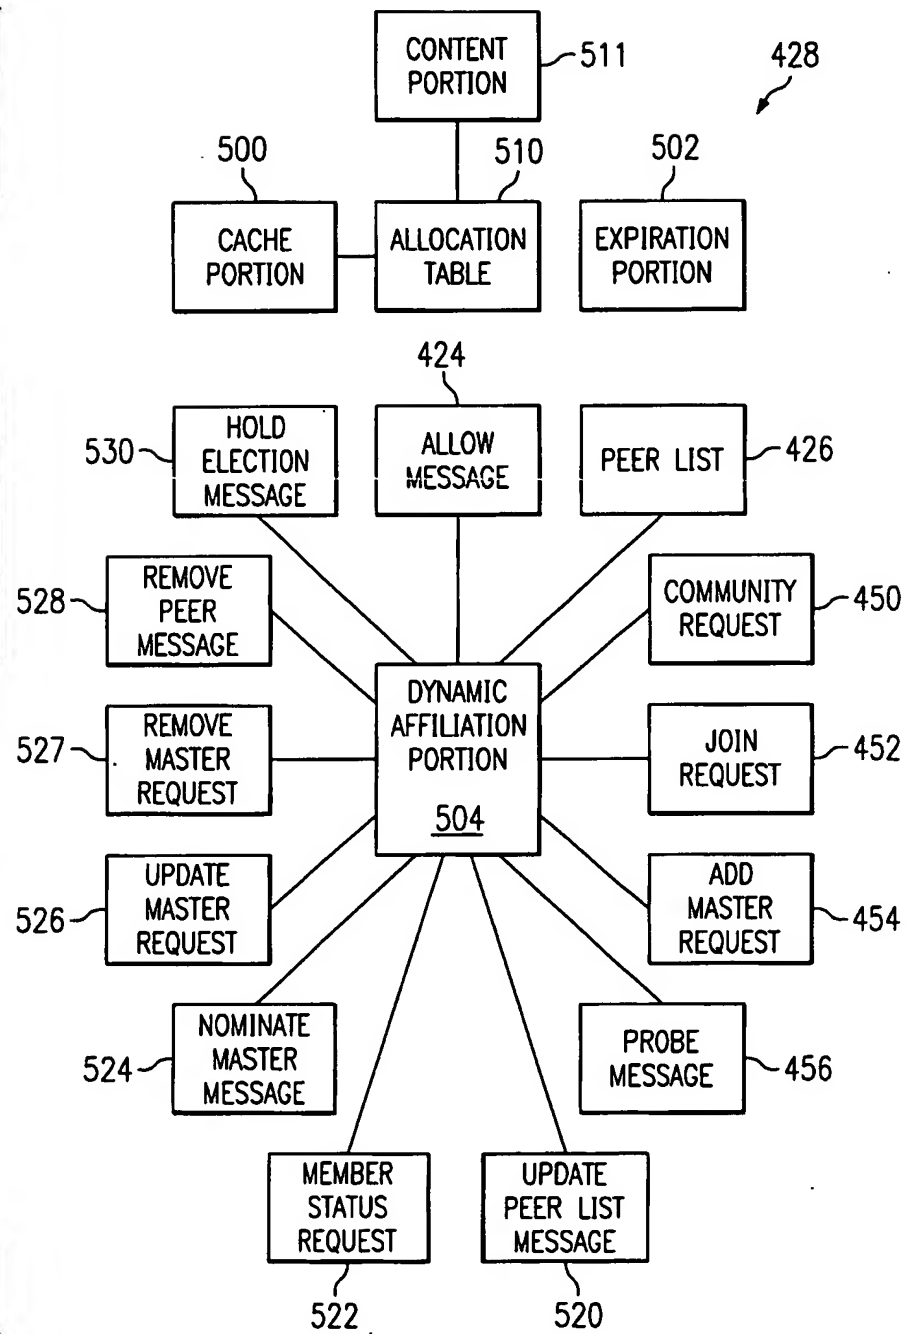 CONTENT
PORTION
511
428
500
510
502
CACHE
PORTION
ALLOCATION
TABLE
EXPIRATION
PORTION
424
530
HOLD
ELECTION
MESSAGE
ALLOW
MESSAGE
PEER LIST
426
528
REMOVE
PEER
MESSAGE
COMMUNITY
REQUEST
450
527
REMOVE
MASTER
REQUEST
DYNAMIC
AFFILIATION
PORTION
504
JOIN
REQUEST
452
526
UPDATE
MASTER
REQUEST
ADD
MASTER
REQUEST
454
524
NOMINATE
MASTER
MESSAGE
PROBE
MESSAGE
456
MEMBER
STATUS
REQUEST
UPDATE
PEER LIST
MESSAGE
522
520